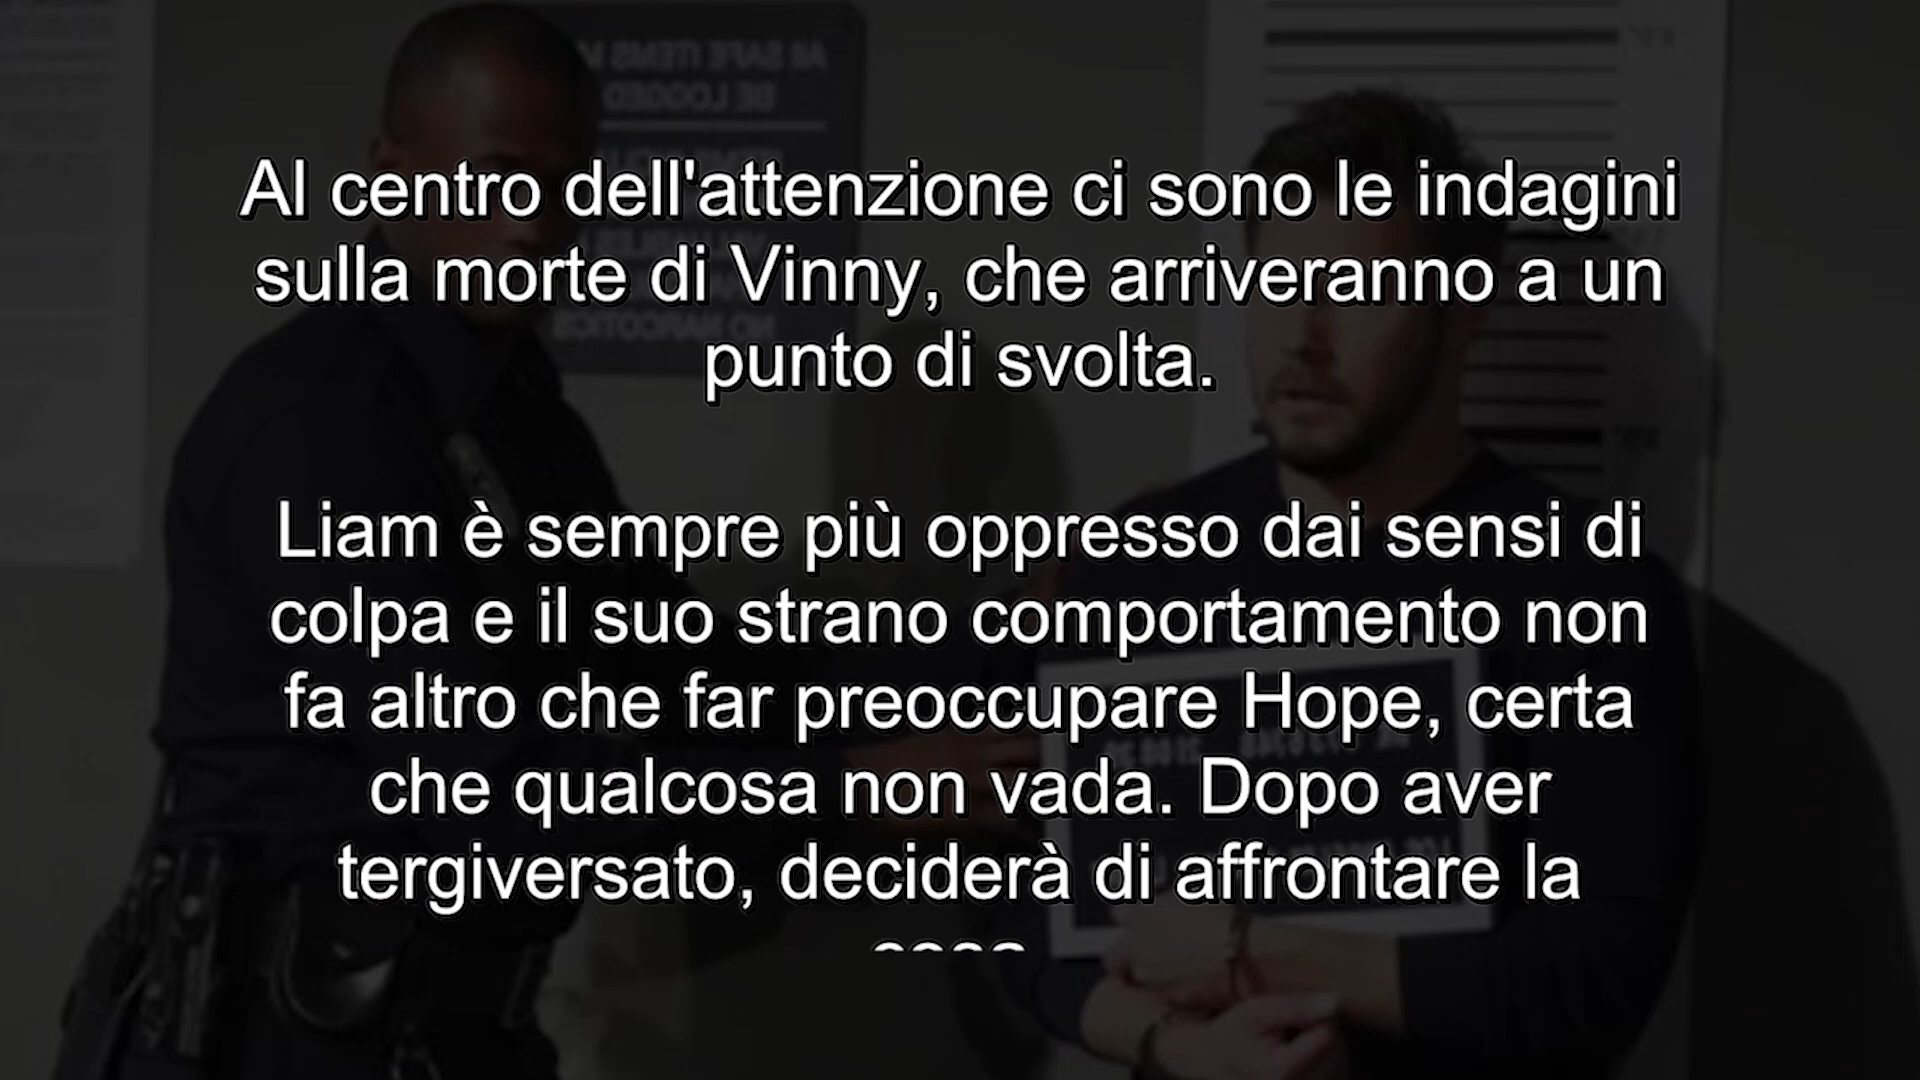 Al centro dell'attenzione ci sono le indagini
sulla morte di Vinny, che arriveranno a un
punto di svolta.
Liam è sempre più oppresso dai sensi di
colpa e il suo strano comportamento non
fa altro che far preoccupare Hope, certa
che qualcosa non vada. Dopo aver
tergiversato, deciderà di affrontare la